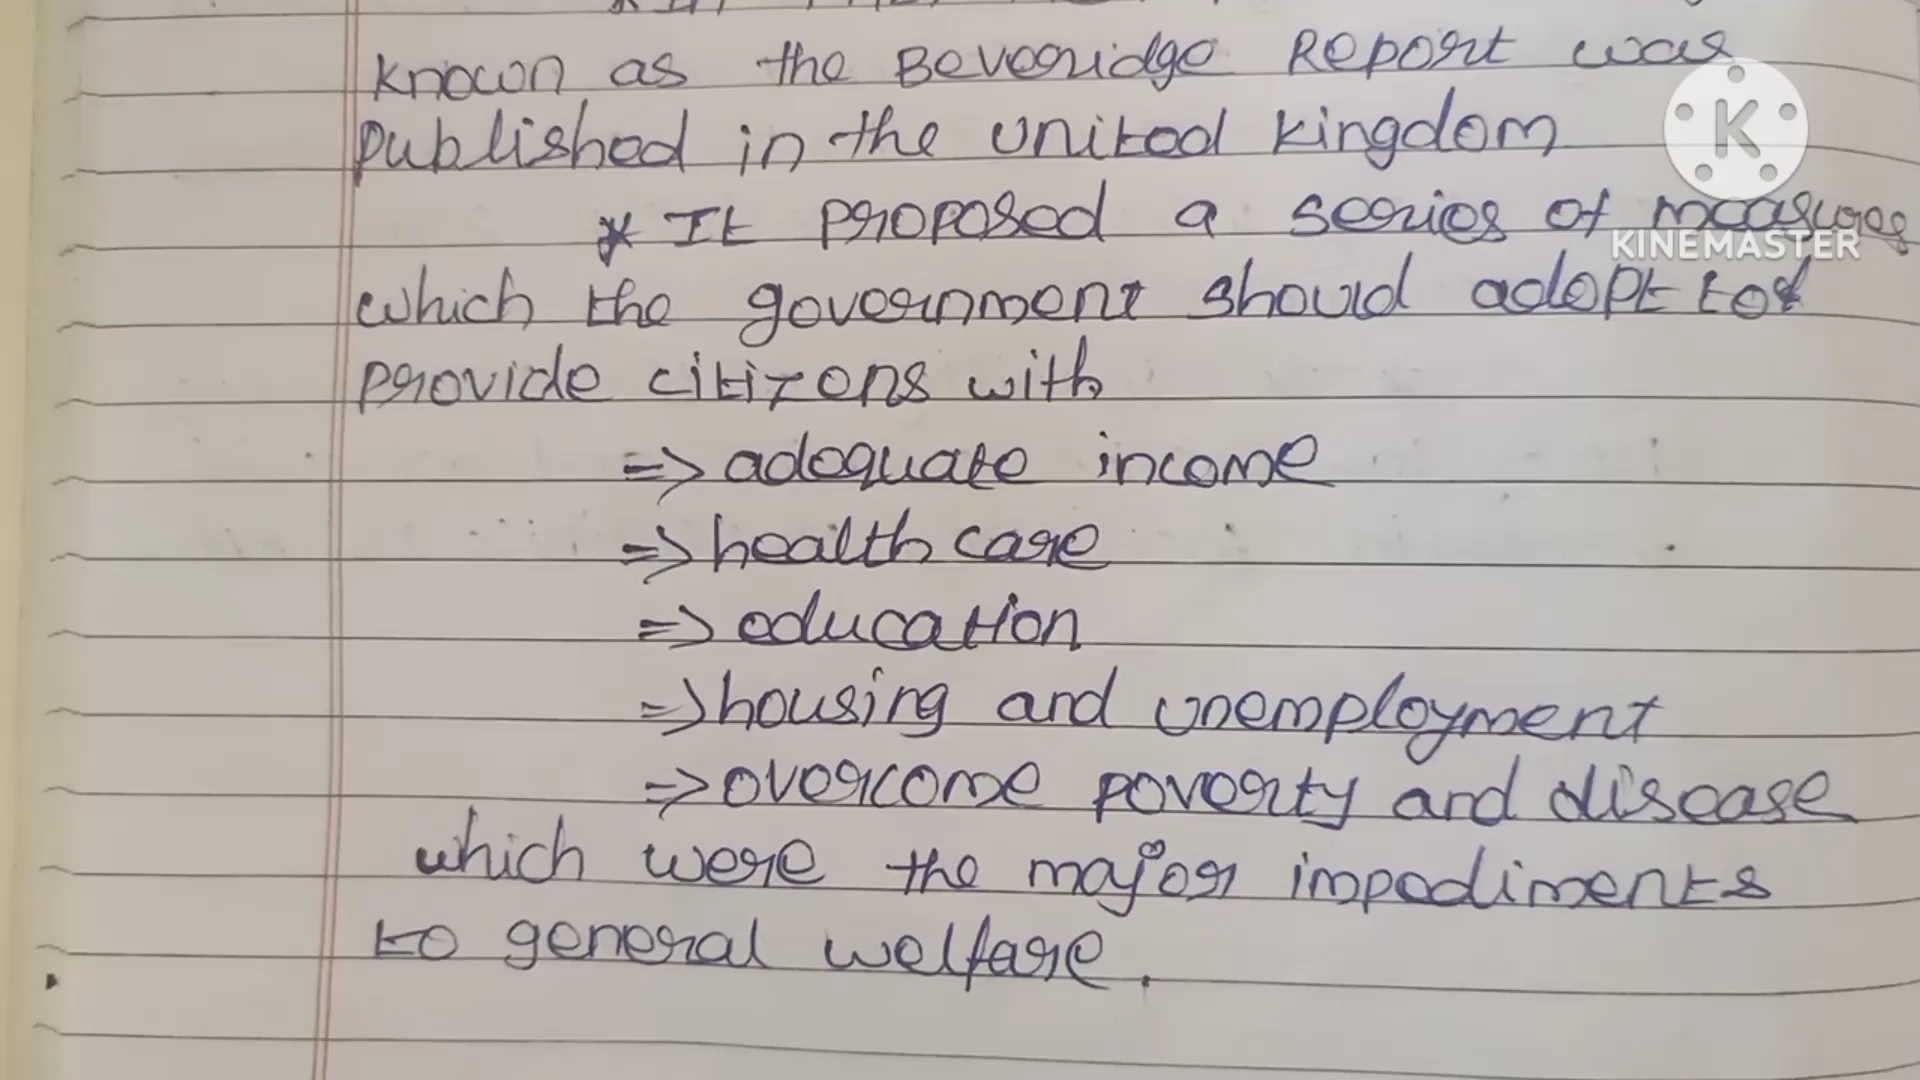 known as the Beveridge Report was
published in the united kingdom
* It proposed a series of measures
which the government should adopt to
provide citizens with
=> adequate income
=> health care
=> education
=> housing and unemployment
=> overcome poverty and disease
which were the major impediments
to general welfare.
K
KINEMASTER